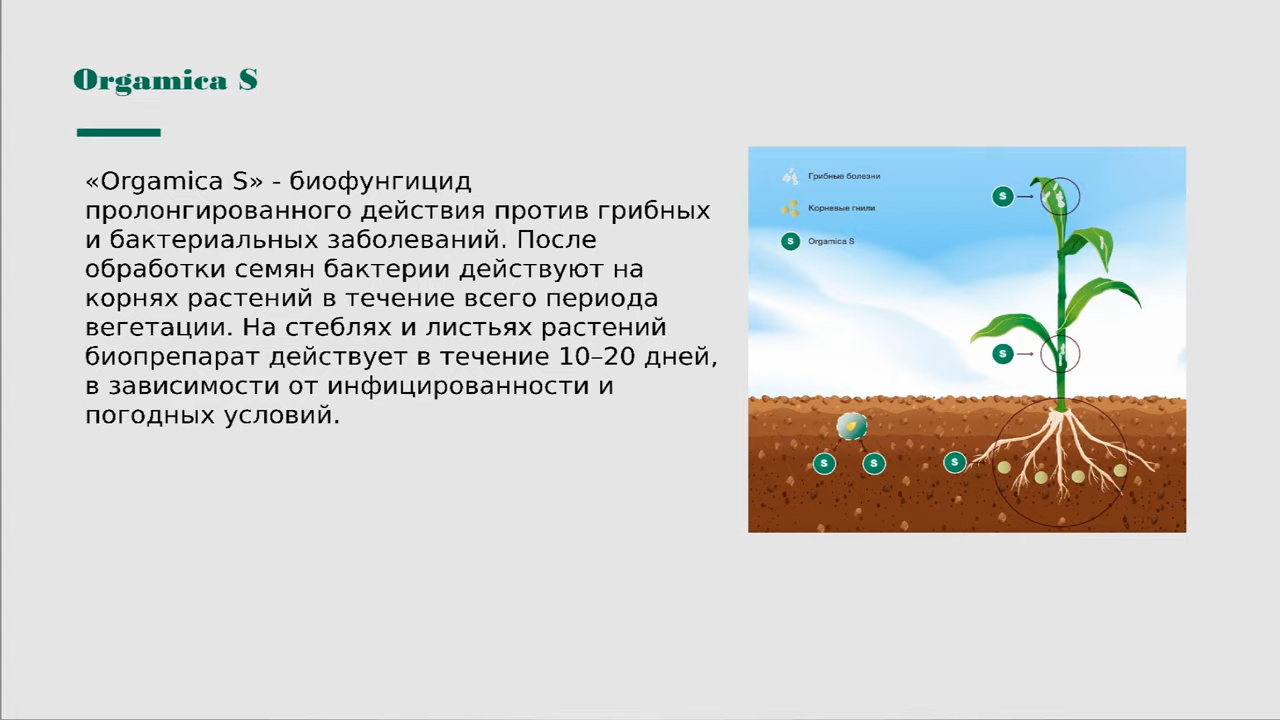 Orgamica S
«Orgamica S» - биофунгицид
пролонгированного действия против грибных
и бактериальных заболеваний. После
обработки семян бактерии действуют на
корнях растений в течение всего периода
вегетации. На стеблях и листьях растений
биопрепарат действует в течение 10–20 дней,
в зависимости от инфицированности и
погодных условий.
Грибные болезни
Корневые гнили
S Orgamica S
S
S
S
S
S